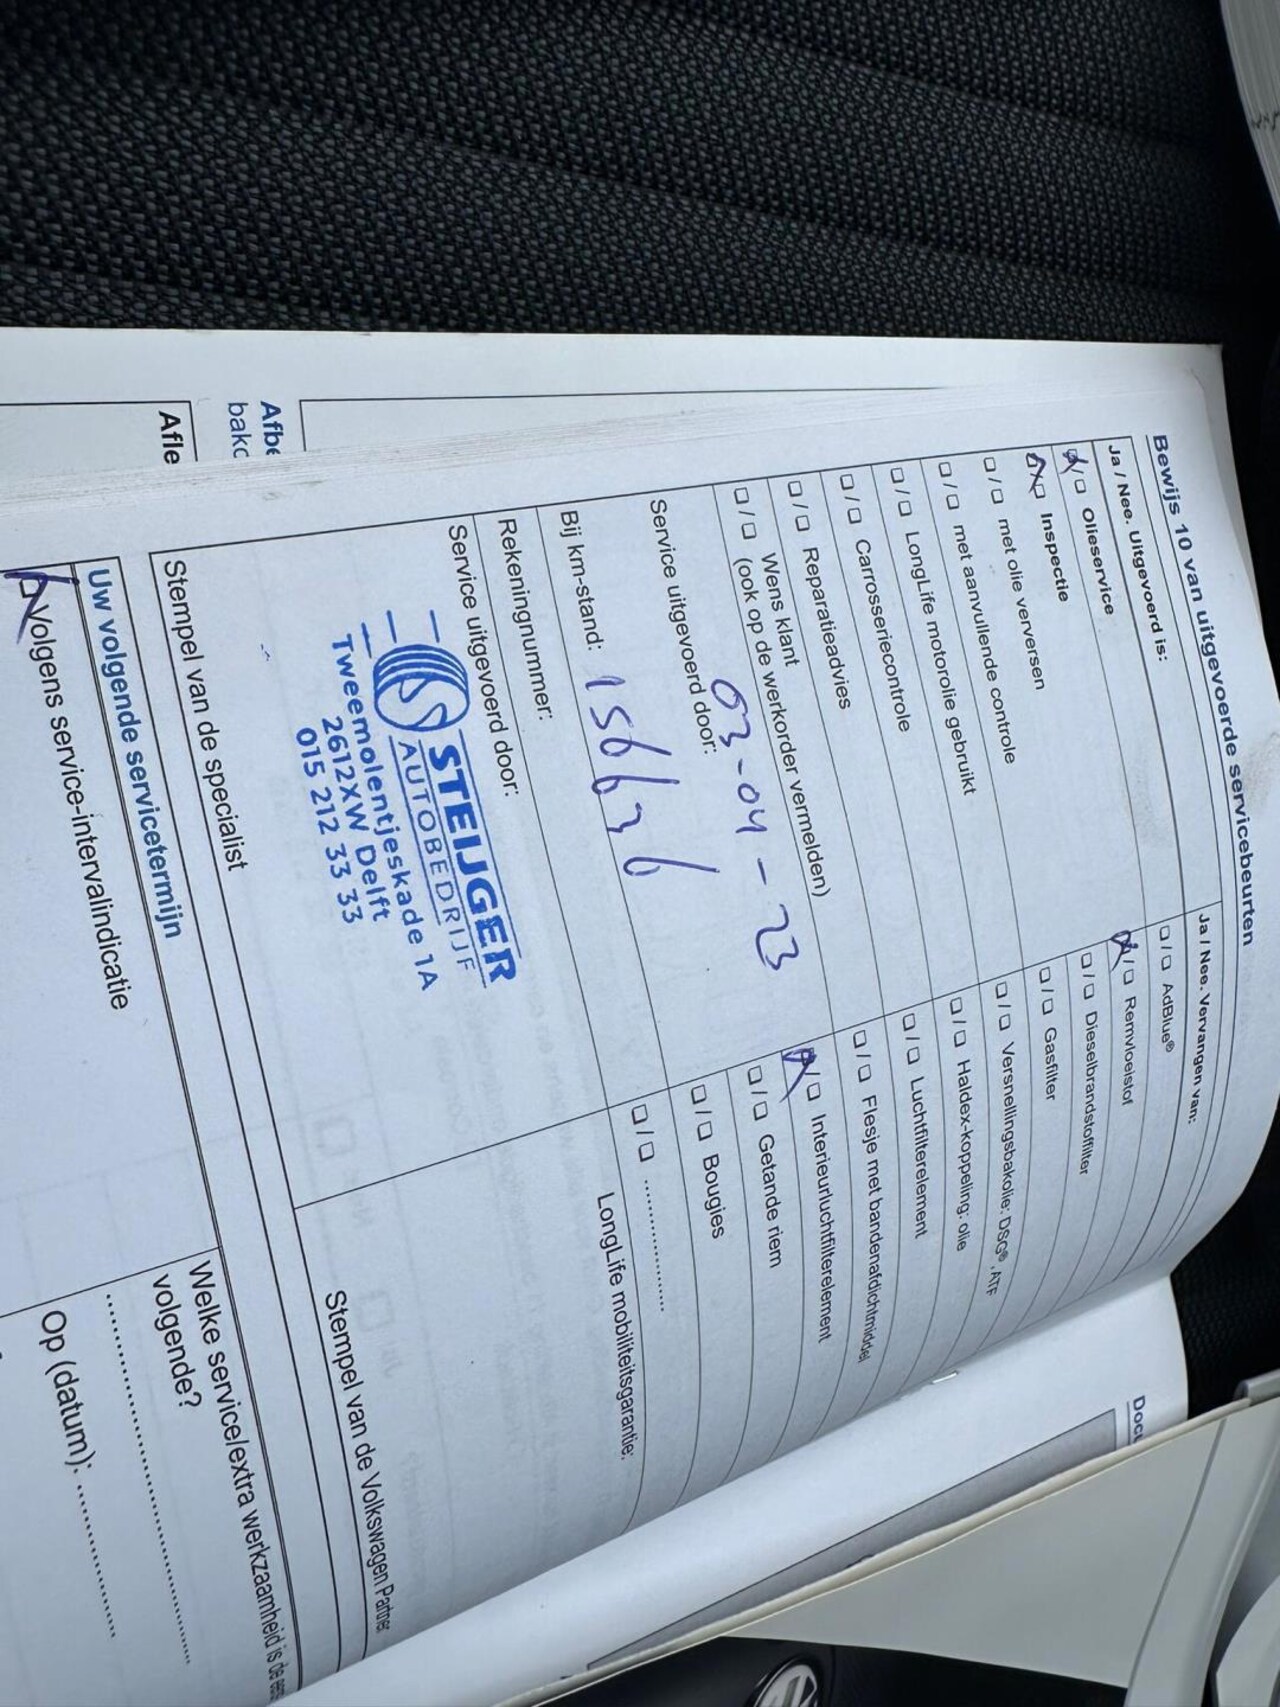 Bewijs 10 van uitgevoerde servicebeurten
Ja / Nee. Uitgevoerd is:
Olieservice
Inspectie
met olie verversen
met aanvullende controle
LongLife motorolie gebruikt
Carrosseriecontrole
Reparatieadvies
Wens klant
(ook op de werkorder vermelden)
Service uitgevoerd door:
03-04-23
Bij km-stand: 156636
Rekeningnummer:
Service uitgevoerd door:
STEIJGER
AUTOBEDRIJF
Tweemolentjeskade 1A
2612XW Delft
015 212 33 33
Stempel van de specialist
Ja / Nee. Vervangen van:
AdBlue®
Remvloeistof
Dieselbrandstoffilter
Gasfilter
Versnellingsbakolie: DSG®, ATF
Haldex-koppeling: olie
Luchtfilterelement
Flesje met bandenafdichtmiddel
Interieurluchtfilterelement
Getande riem
Bougies
....................
LongLife mobiliteitsgarantie:
Stempel van de Volkswagen Partner
Uw volgende servicetermijn
Volgens service-intervalindicatie
Welke service/extra werkzaamheid is de
volgende?
Op (datum): ....................
Afbe
bakc
Afle
Docu